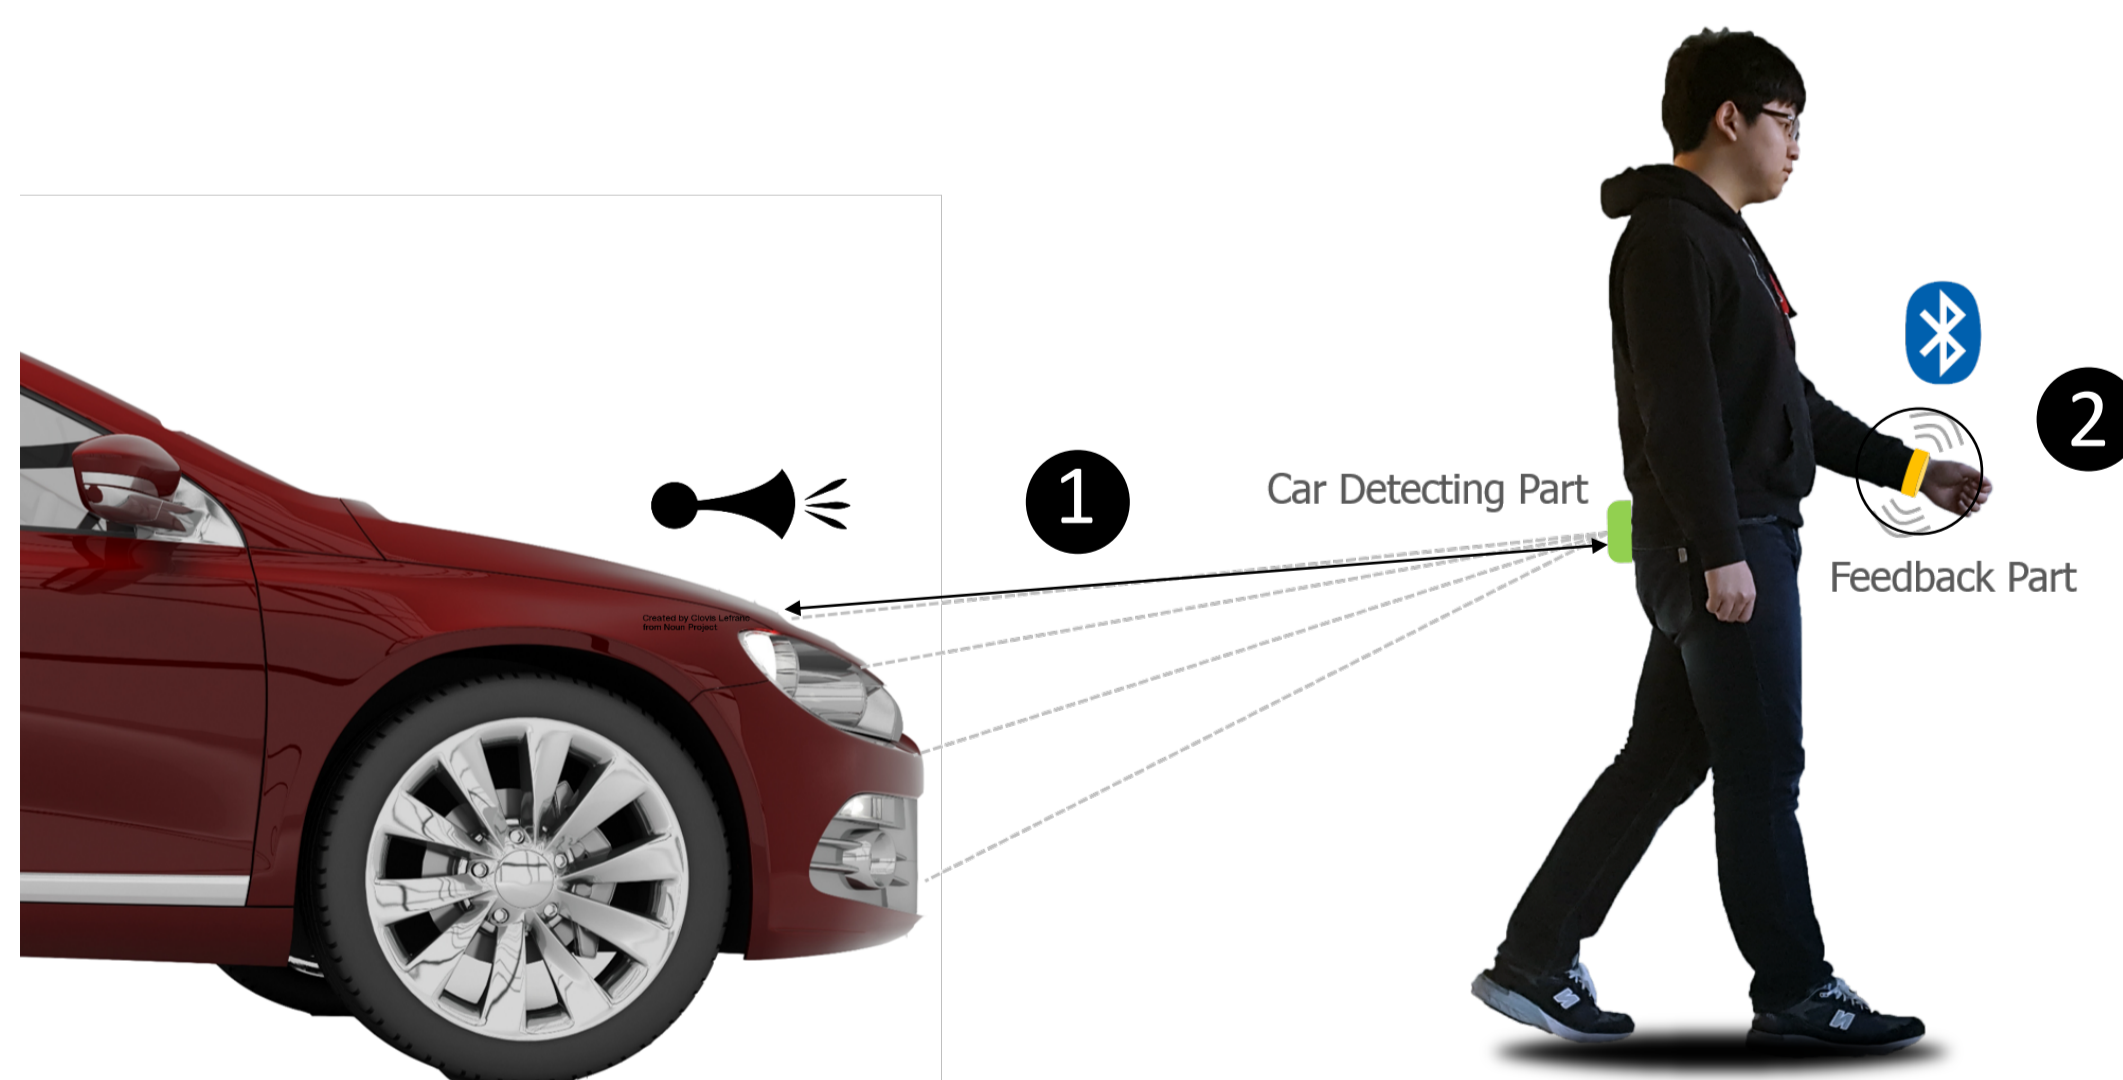 1
Car Detecting Part
2
Feedback Part
Created by Clovis Lefranc
from Noun Project
N
N